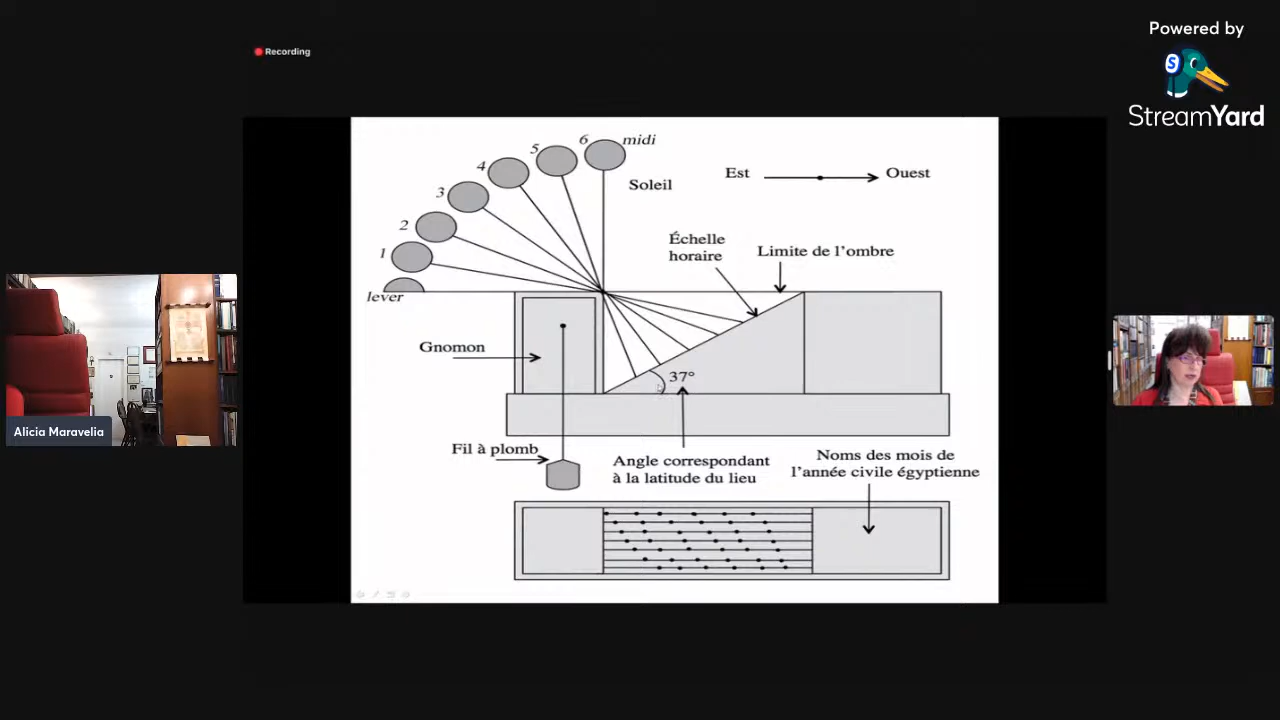 Powered by
S
StreamYard
Recording
6 midi
5
4
3
2
1
lever
Soleil
Est
Ouest
Échelle
horaire
Limite de l’ombre
Gnomon
37°
Fil à plomb
Angle correspondant
à la latitude du lieu
Noms des mois de
l’année civile égyptienne
Alicia Maravelia